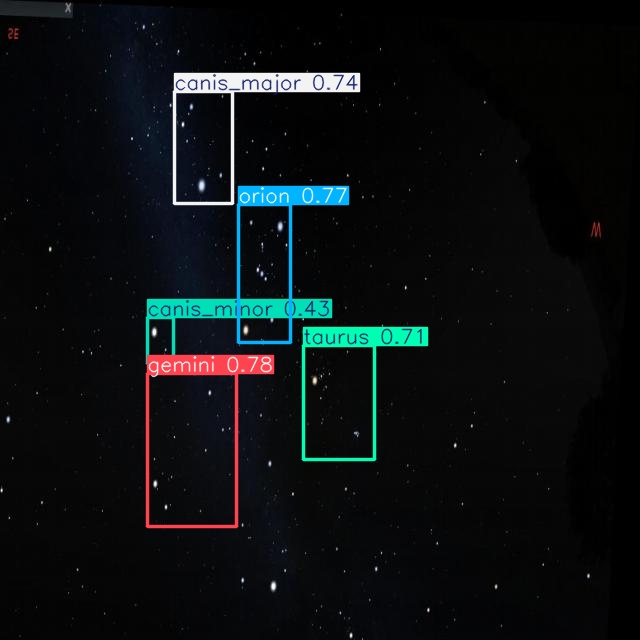 X
SE
canis_major 0.74
orion 0.77
W
canis_minor 0.43
taurus 0.71
gemini 0.78